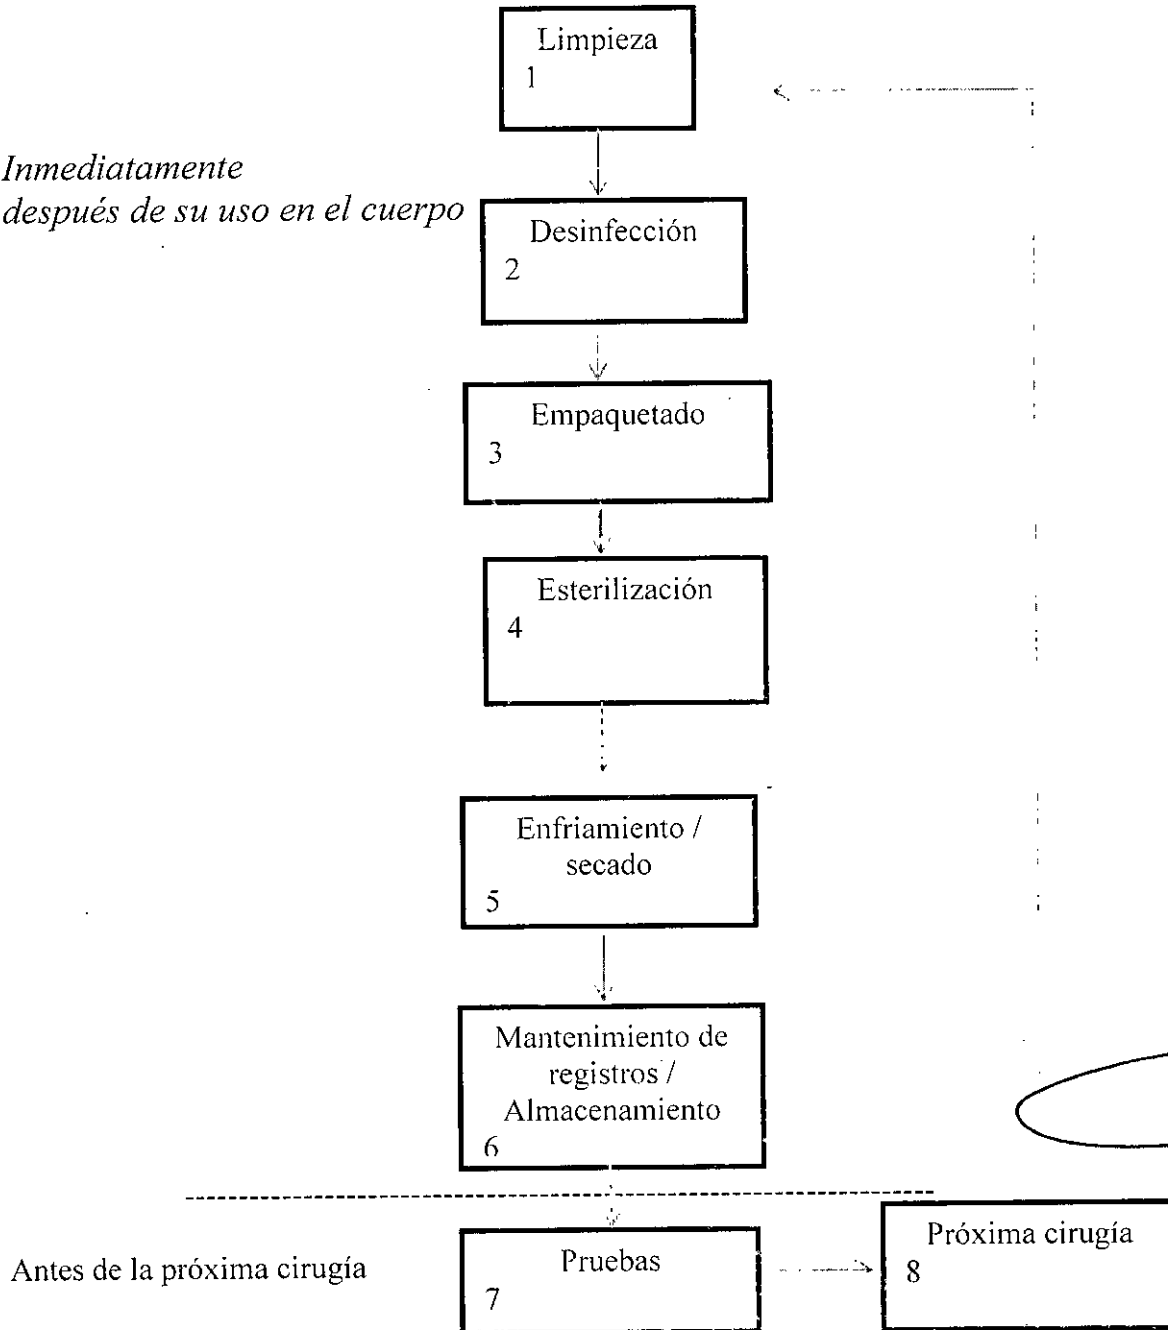 Limpieza
1
Inmediatamente
después de su uso en el cuerpo
Desinfección
2
Empaquetado
3
Esterilización
4
Enfriamiento /
secado
5
Mantenimiento de
registros /
Almacenamiento
6
Antes de la próxima cirugía
Pruebas
7
Próxima cirugía
8